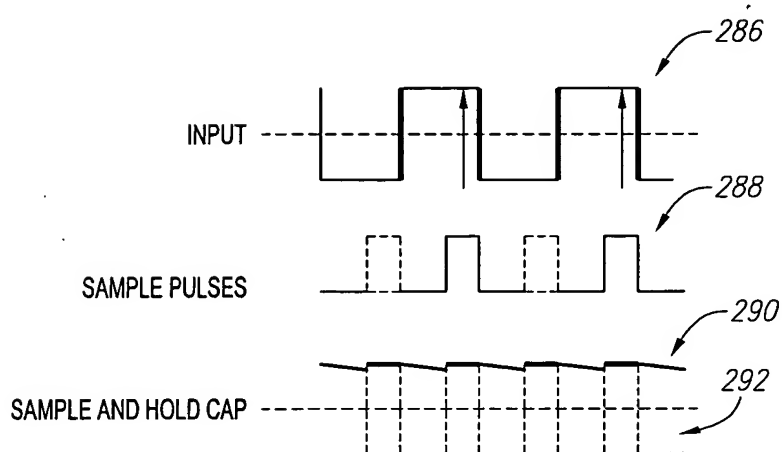 286
INPUT
288
SAMPLE PULSES
290
SAMPLE AND HOLD CAP
292